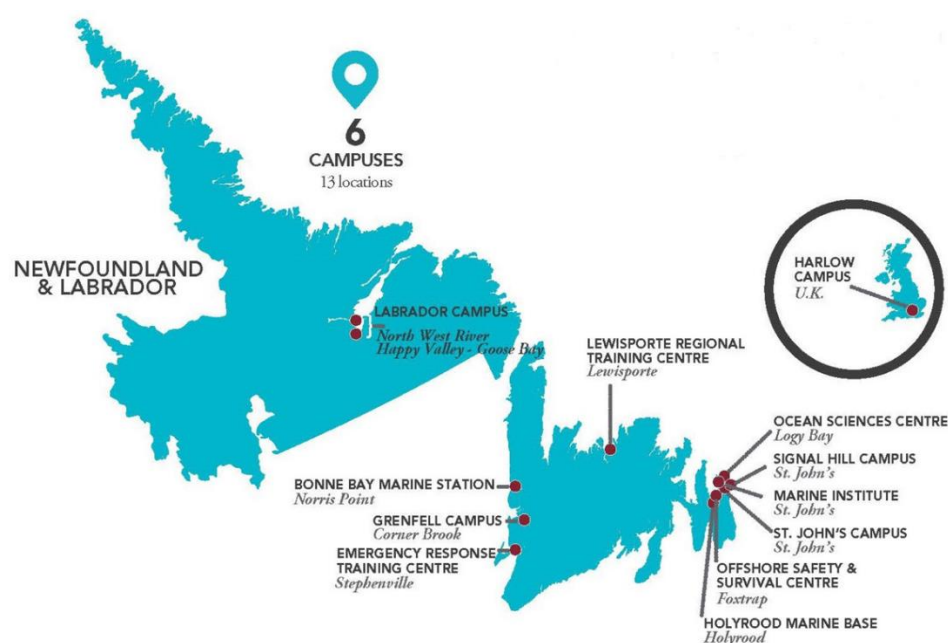 6
CAMPUSES
13 locations
NEWFOUNDLAND
& LABRADOR
HARLOW
CAMPUS
U.K.
LABRADOR CAMPUS
North West River
Happy Valley - Goose Bay
LEWISPORTE REGIONAL
TRAINING CENTRE
Lewisporte
OCEAN SCIENCES CENTRE
Logy Bay
SIGNAL HILL CAMPUS
St. John's
MARINE INSTITUTE
St. John's
ST. JOHN'S CAMPUS
St. John's
BONNE BAY MARINE STATION
Norris Point
GRENFELL CAMPUS
Corner Brook
EMERGENCY RESPONSE
TRAINING CENTRE
Stephenville
OFFSHORE SAFETY &
SURVIVAL CENTRE
Foxtrap
HOLYROOD MARINE BASE
Holyrood